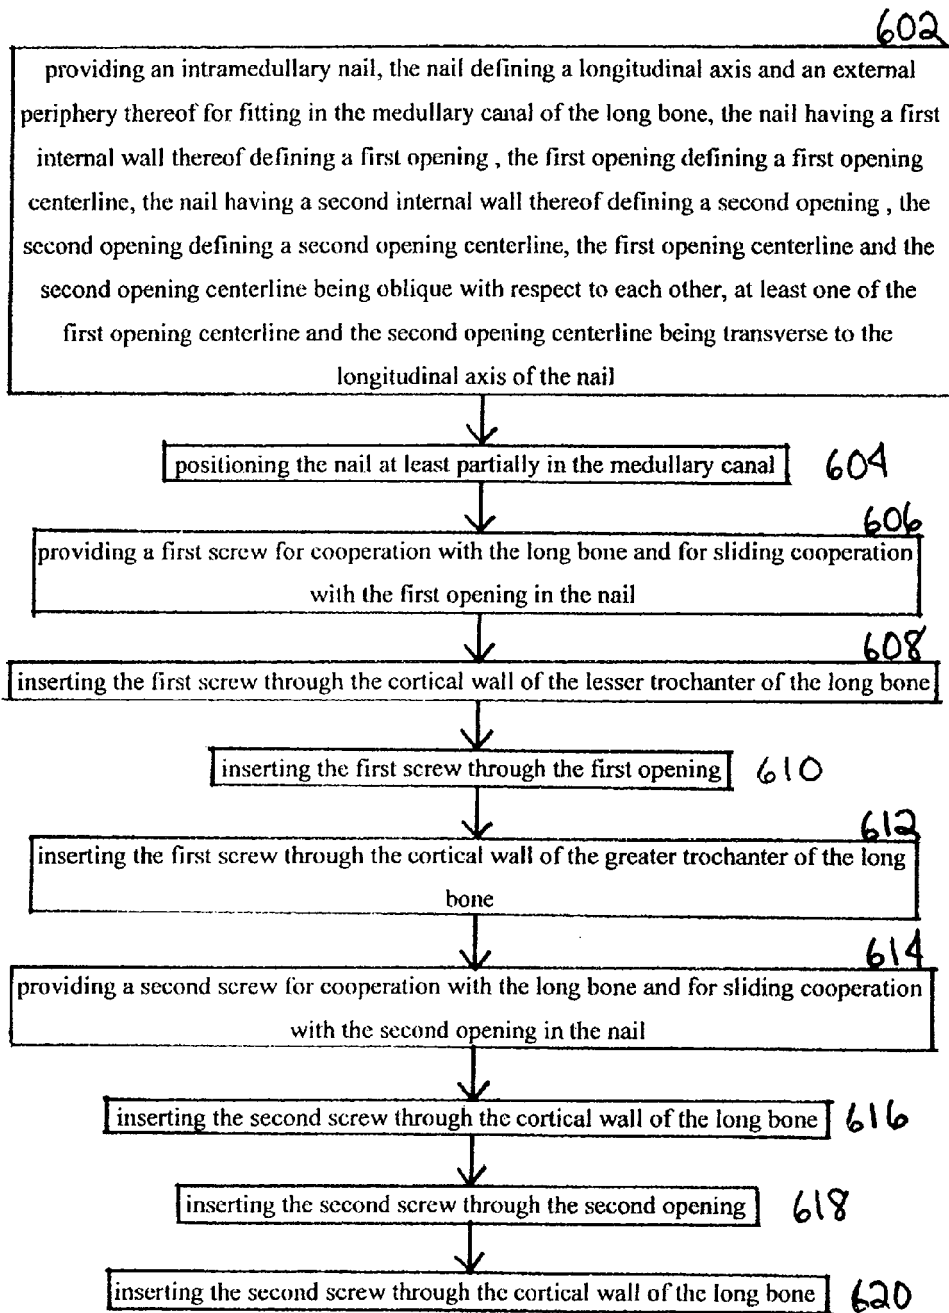 602
providing an intramedullary nail, the nail defining a longitudinal axis and an external
periphery thereof for fitting in the medullary canal of the long bone, the nail having a first
internal wall thereof defining a first opening , the first opening defining a first opening
centerline, the nail having a second internal wall thereof defining a second opening , the
second opening defining a second opening centerline, the first opening centerline and the
second opening centerline being oblique with respect to each other, at least one of the
first opening centerline and the second opening centerline being transverse to the
longitudinal axis of the nail
positioning the nail at least partially in the medullary canal 604
606
providing a first screw for cooperation with the long bone and for sliding cooperation
with the first opening in the nail
608
inserting the first screw through the cortical wall of the lesser trochanter of the long bone
inserting the first screw through the first opening 610
612
inserting the first screw through the cortical wall of the greater trochanter of the long
bone
614
providing a second screw for cooperation with the long bone and for sliding cooperation
with the second opening in the nail
inserting the second screw through the cortical wall of the long bone 616
inserting the second screw through the second opening 618
inserting the second screw through the cortical wall of the long bone 620